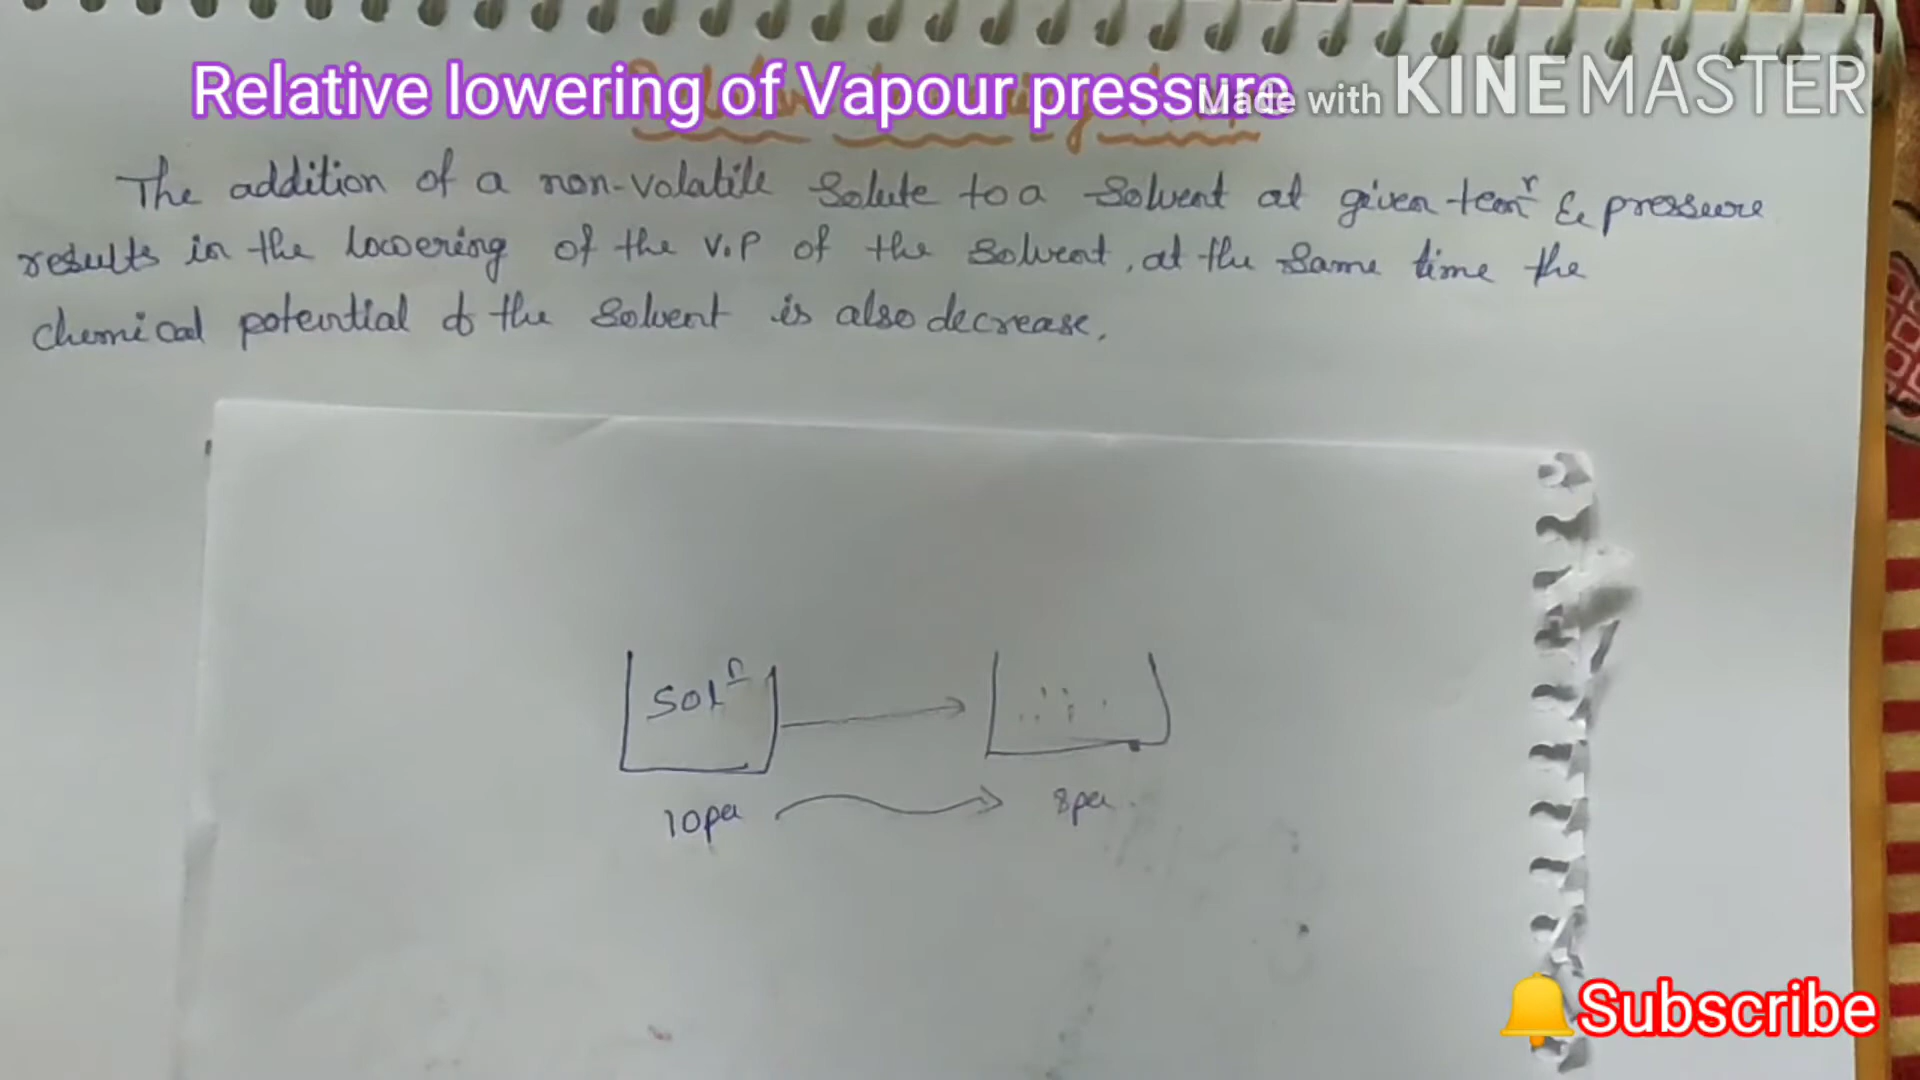 Relative lowering of Vapour pressure
Made with KINEMASTER
The addition of a non-volatile Solute to a Solvent at given temr & pressure
results in the lowering of the V.P of the Solvent, at the same time the
chemical potential of the Solvent is also decrease.
Soln
10pa 8pa
Subscribe